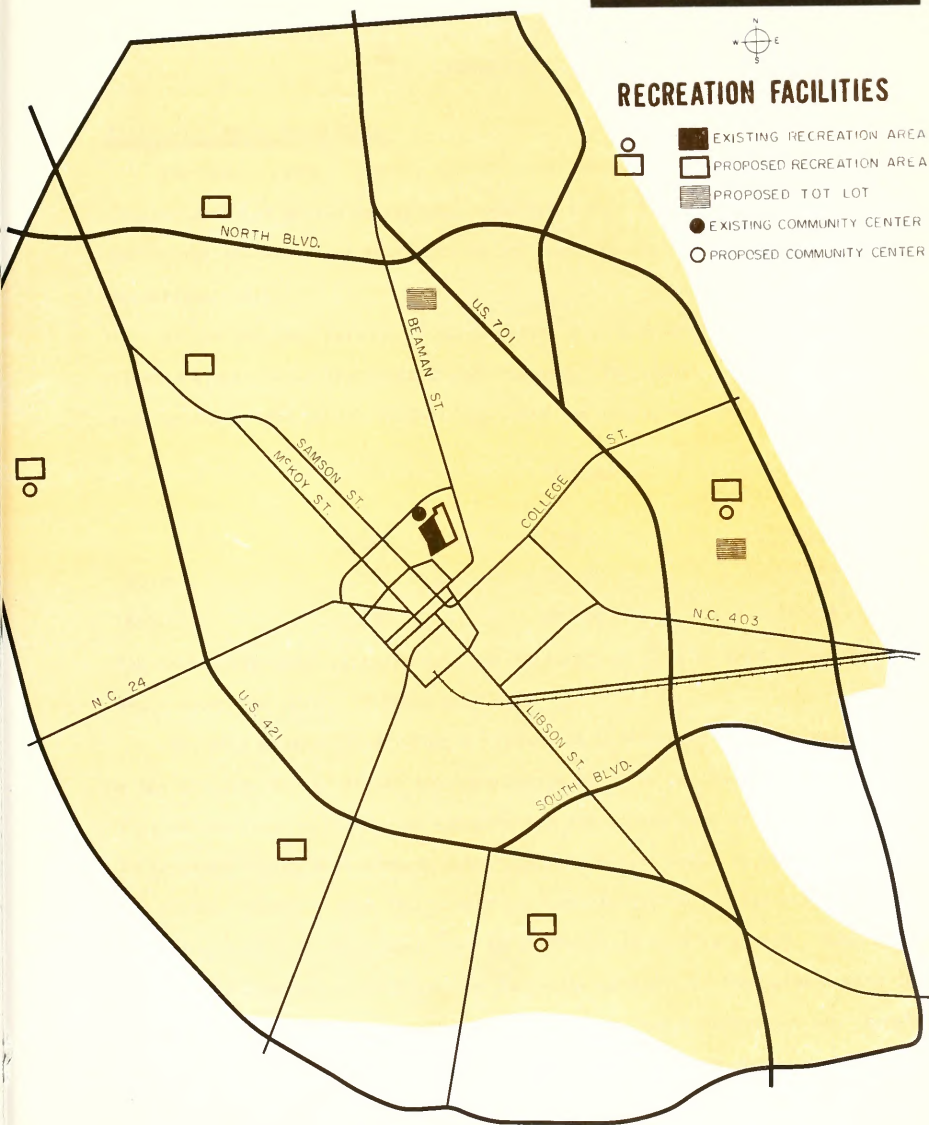 N
W E
S
RECREATION FACILITIES
EXISTING RECREATION AREA
PROPOSED RECREATION AREA
PROPOSED TOT LOT
EXISTING COMMUNITY CENTER
PROPOSED COMMUNITY CENTER
NORTH BLVD.
U.S. 701
BEAMAN ST.
SAMSON ST.
McKOY ST.
COLLEGE ST.
N.C. 403
N.C. 24
U.S. 421
LIBSON ST.
SOUTH BLVD.